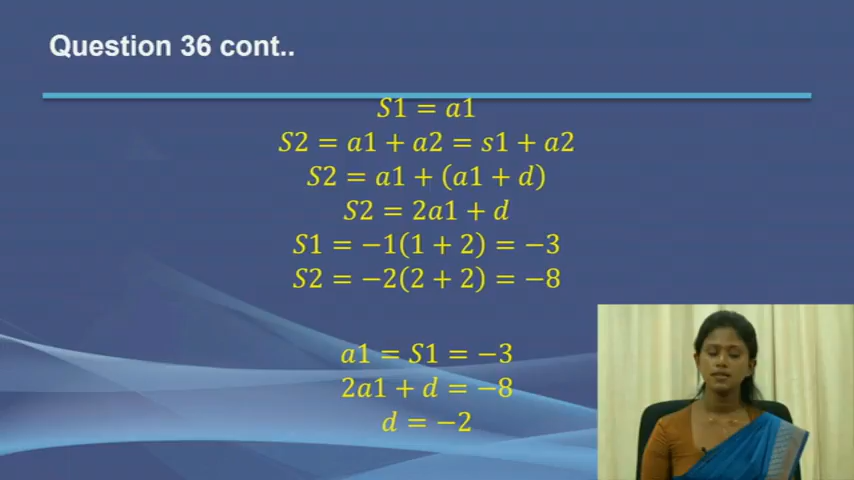 Question 36 cont..
S1 = a1
S2 = a1 + a2 = s1 + a2
S2 = a1 + (a1 + d)
S2 = 2a1 + d
S1 = −1(1 + 2) = −3
S2 = −2(2 + 2) = −8
a1 = S1 = −3
2a1 + d = −8
d = −2